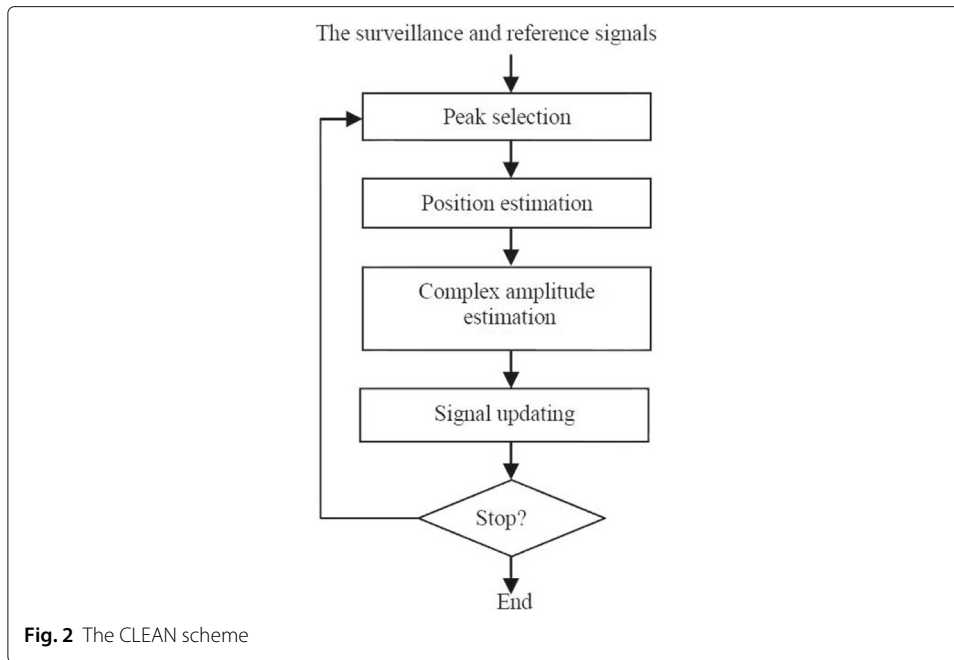 The surveillance and reference signals
Peak selection
Position estimation
Complex amplitude
estimation
Signal updating
Stop?
End
Fig. 2 The CLEAN scheme